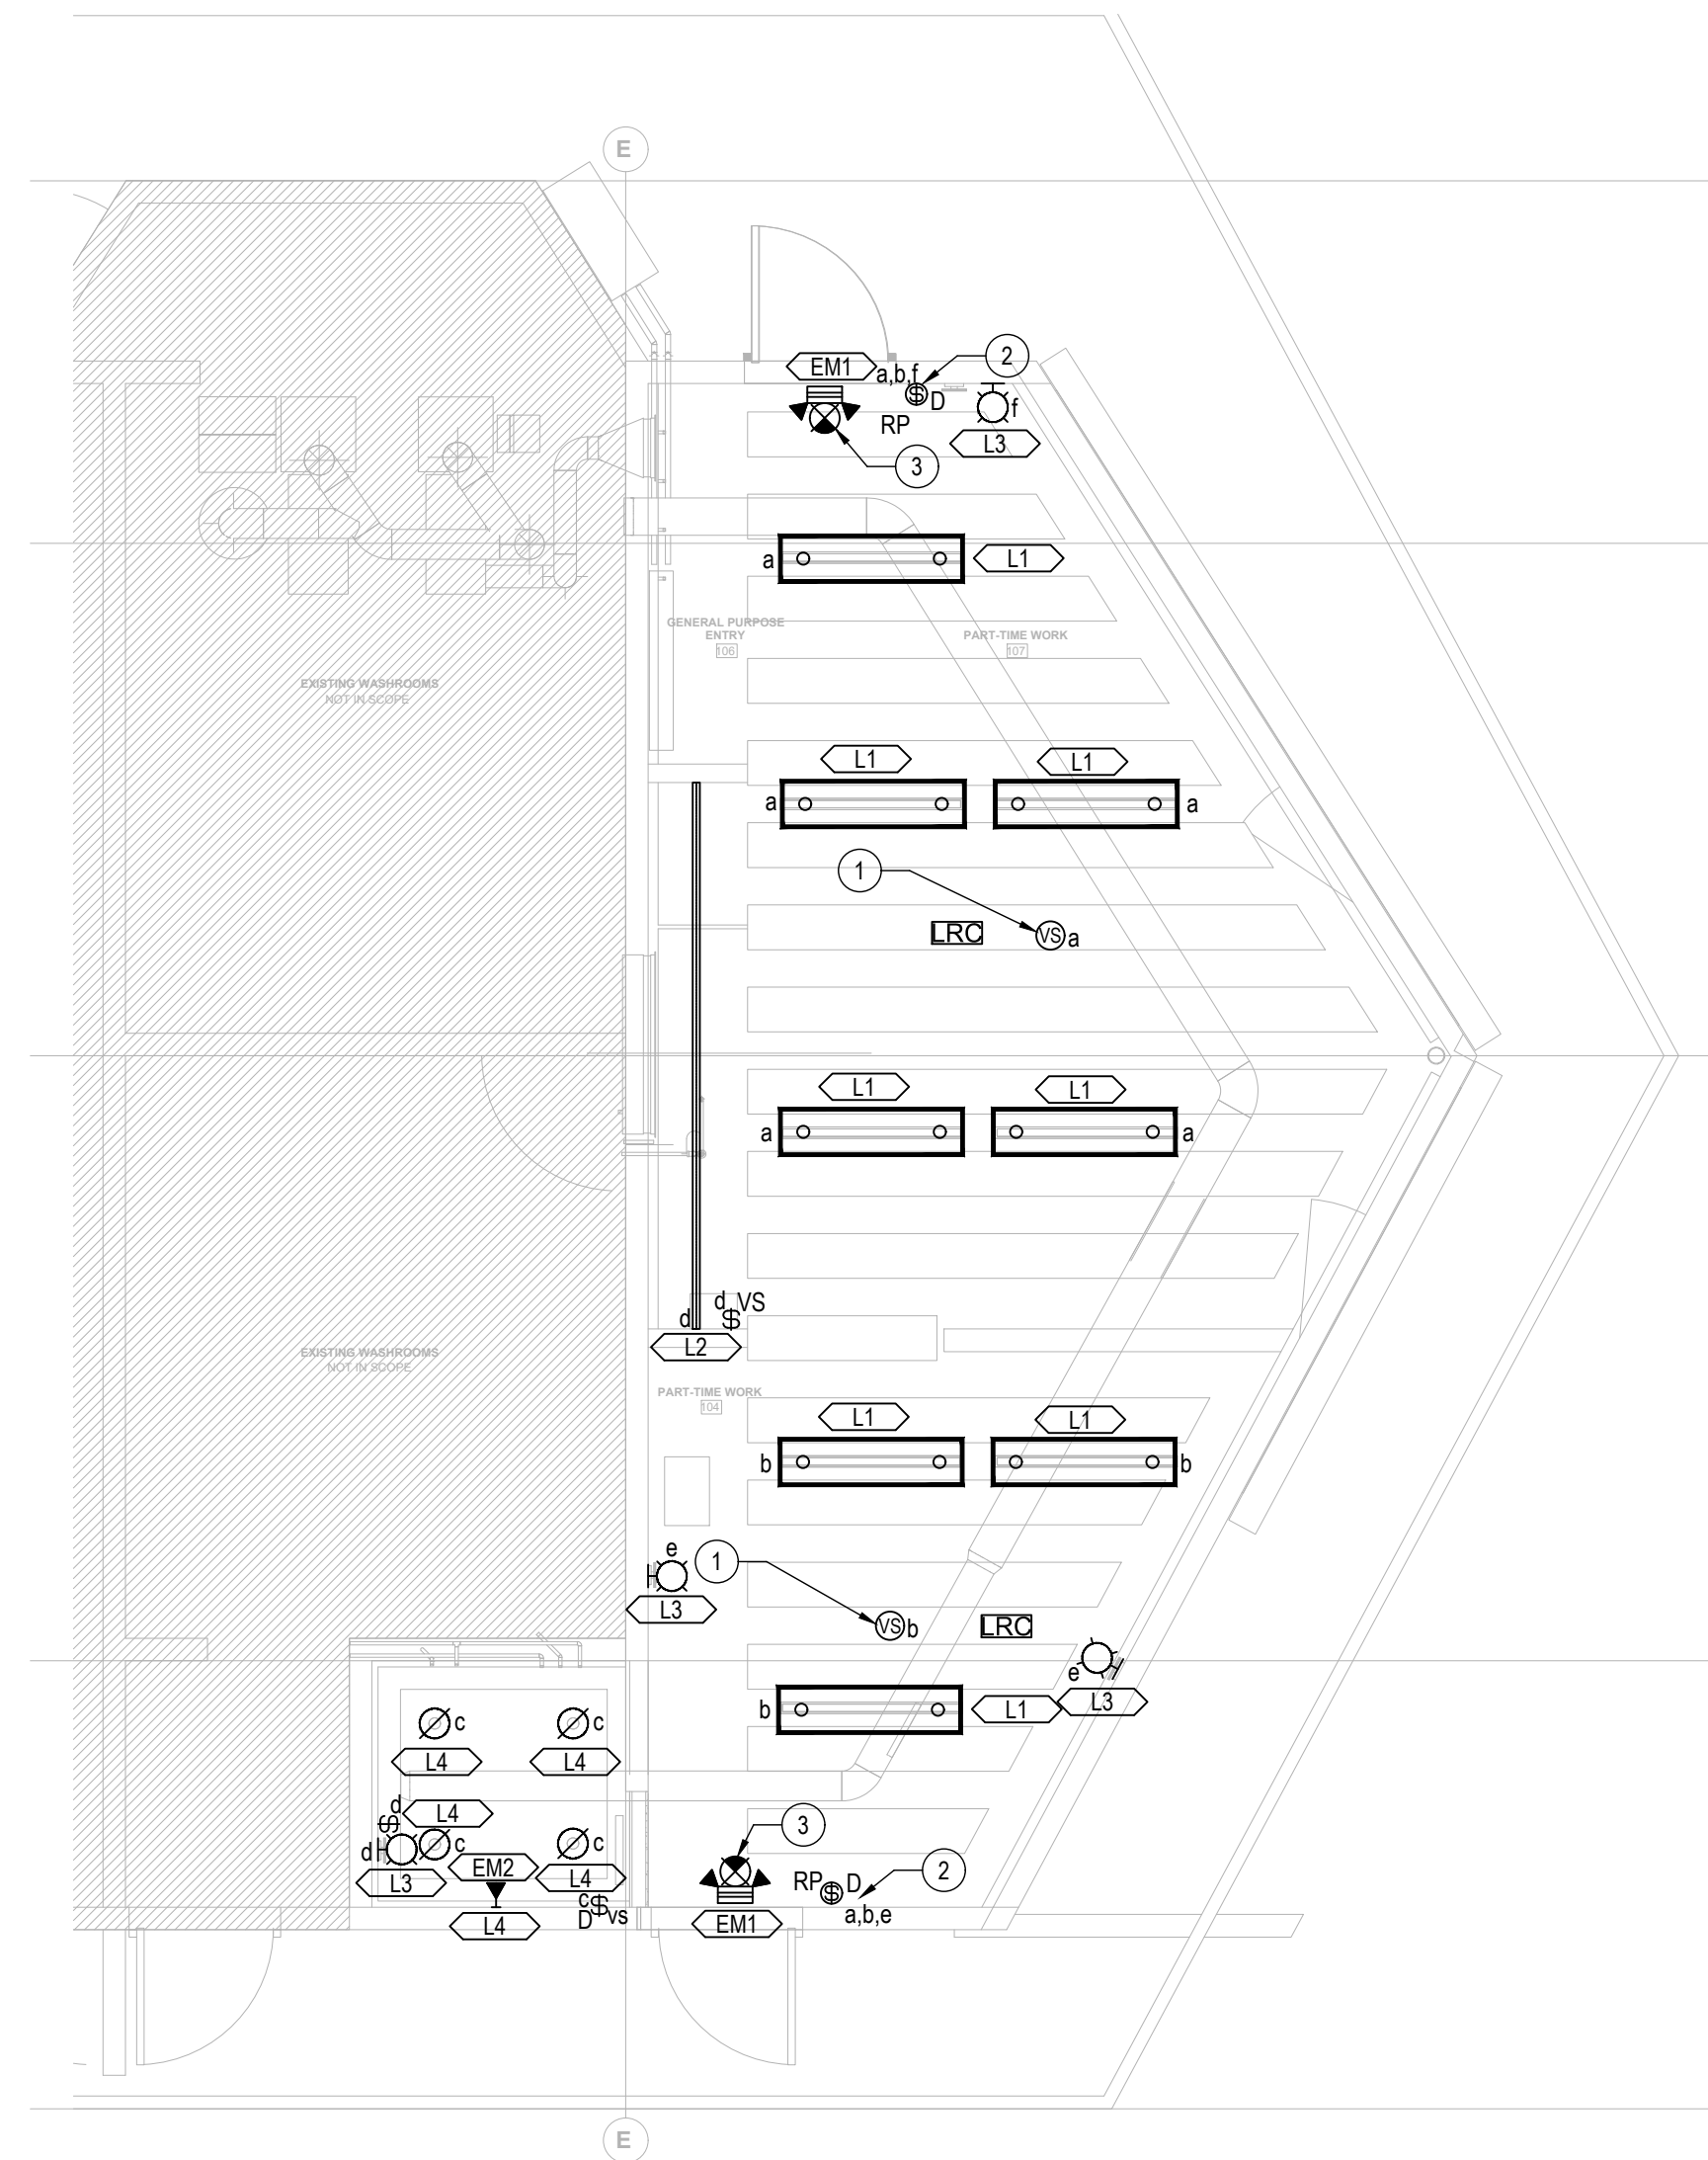 E
EM1
a,b,f
2
D
f
RP
L3
3
a
L1
GENERAL PURPOSE
ENTRY
106
PART-TIME WORK
107
EXISTING WASHROOMS
NOT IN SCOPE
L1
L1
a
a
1
LRC
VS
a
L1
L1
a
a
d
VS
d
$
L2
EXISTING WASHROOMS
NOT IN SCOPE
PART-TIME WORK
104
L1
L1
b
b
e
1
L3
VS
b
LRC
e
L3
b
L1
c
c
L4
L4
d
$
L4
3
d
c
c
EM2
L4
L3
RP
$
D
2
c
$
vs
D
a,b,e
L4
EM1
E